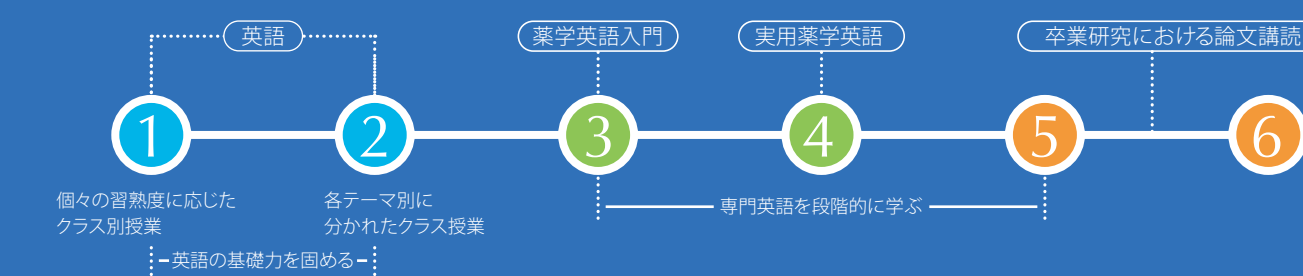 英語
薬学英語入門
実用薬学英語
卒業研究における論文講読
1
2
3
4
5
6
個々の習熟度に応じた
クラス別授業
各テーマ別に
分かれたクラス授業
専門英語を段階的に学ぶ
英語の基礎力を固める